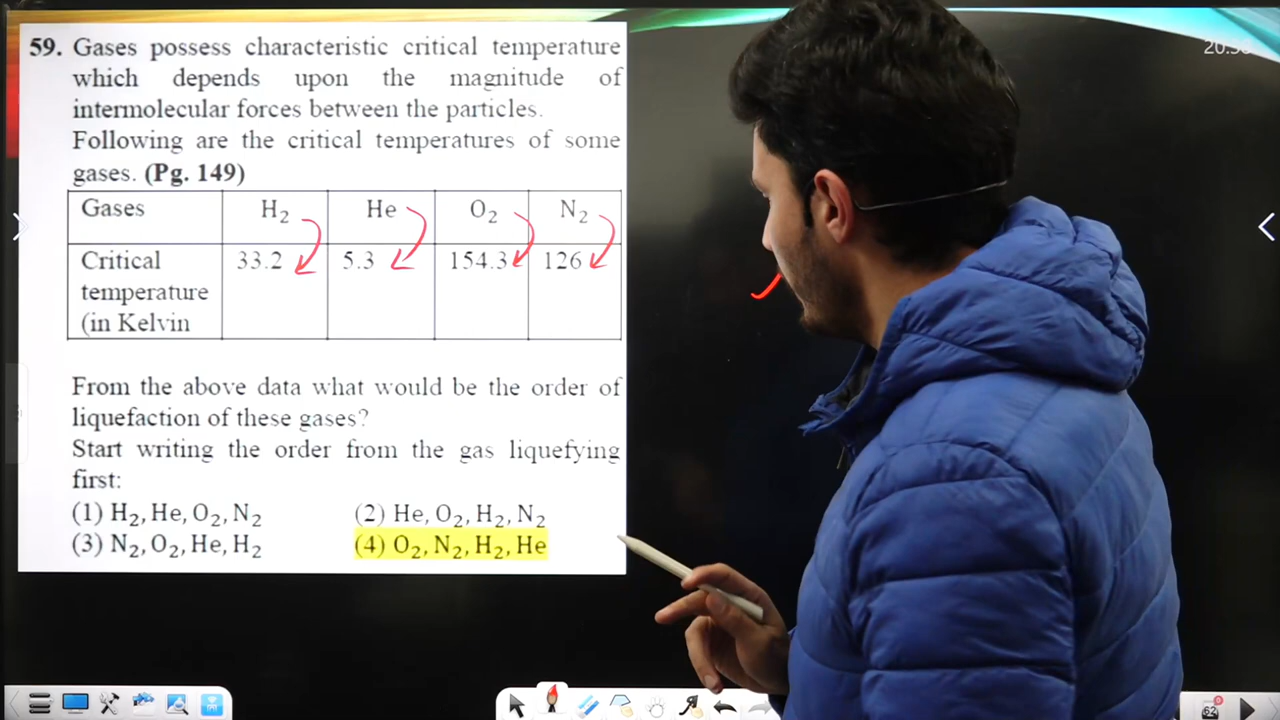 59. Gases possess characteristic critical temperature
which depends upon the magnitude of
intermolecular forces between the particles.
Following are the critical temperatures of some
gases. (Pg. 149)
Gases H₂ He O₂ N₂
Critical temperature (in Kelvin 33.2 5.3 154.3 126
From the above data what would be the order of
liquefaction of these gases?
Start writing the order from the gas liquefying
first:
(1) H₂, He, O₂, N₂ (2) He, O₂, H₂, N₂
(3) N₂, O₂, He, H₂ (4) O₂, N₂, H₂, He
62